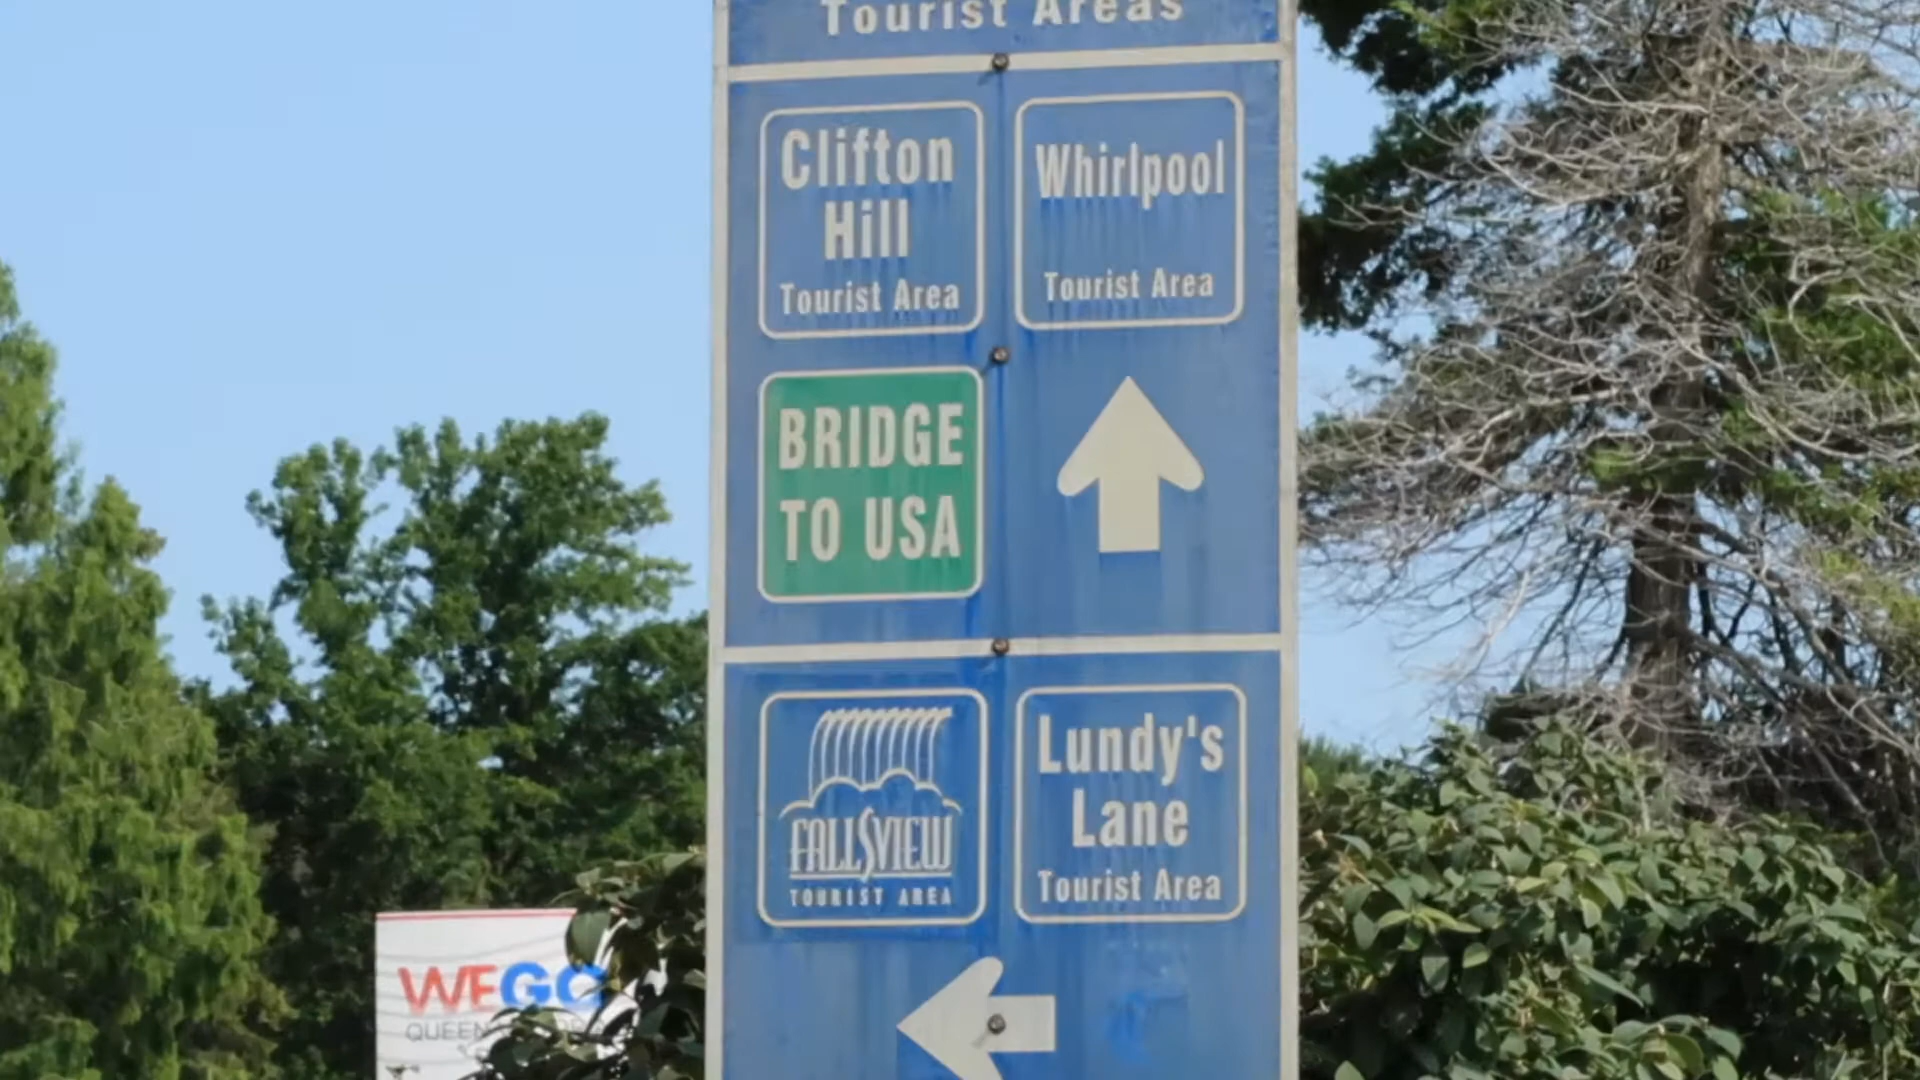 Tourist Areas
Clifton
Hill
Tourist Area
Whirlpool
Tourist Area
BRIDGE
TO USA
FALLSVIEW
TOURIST AREA
Lundy's
Lane
Tourist Area
WEGO